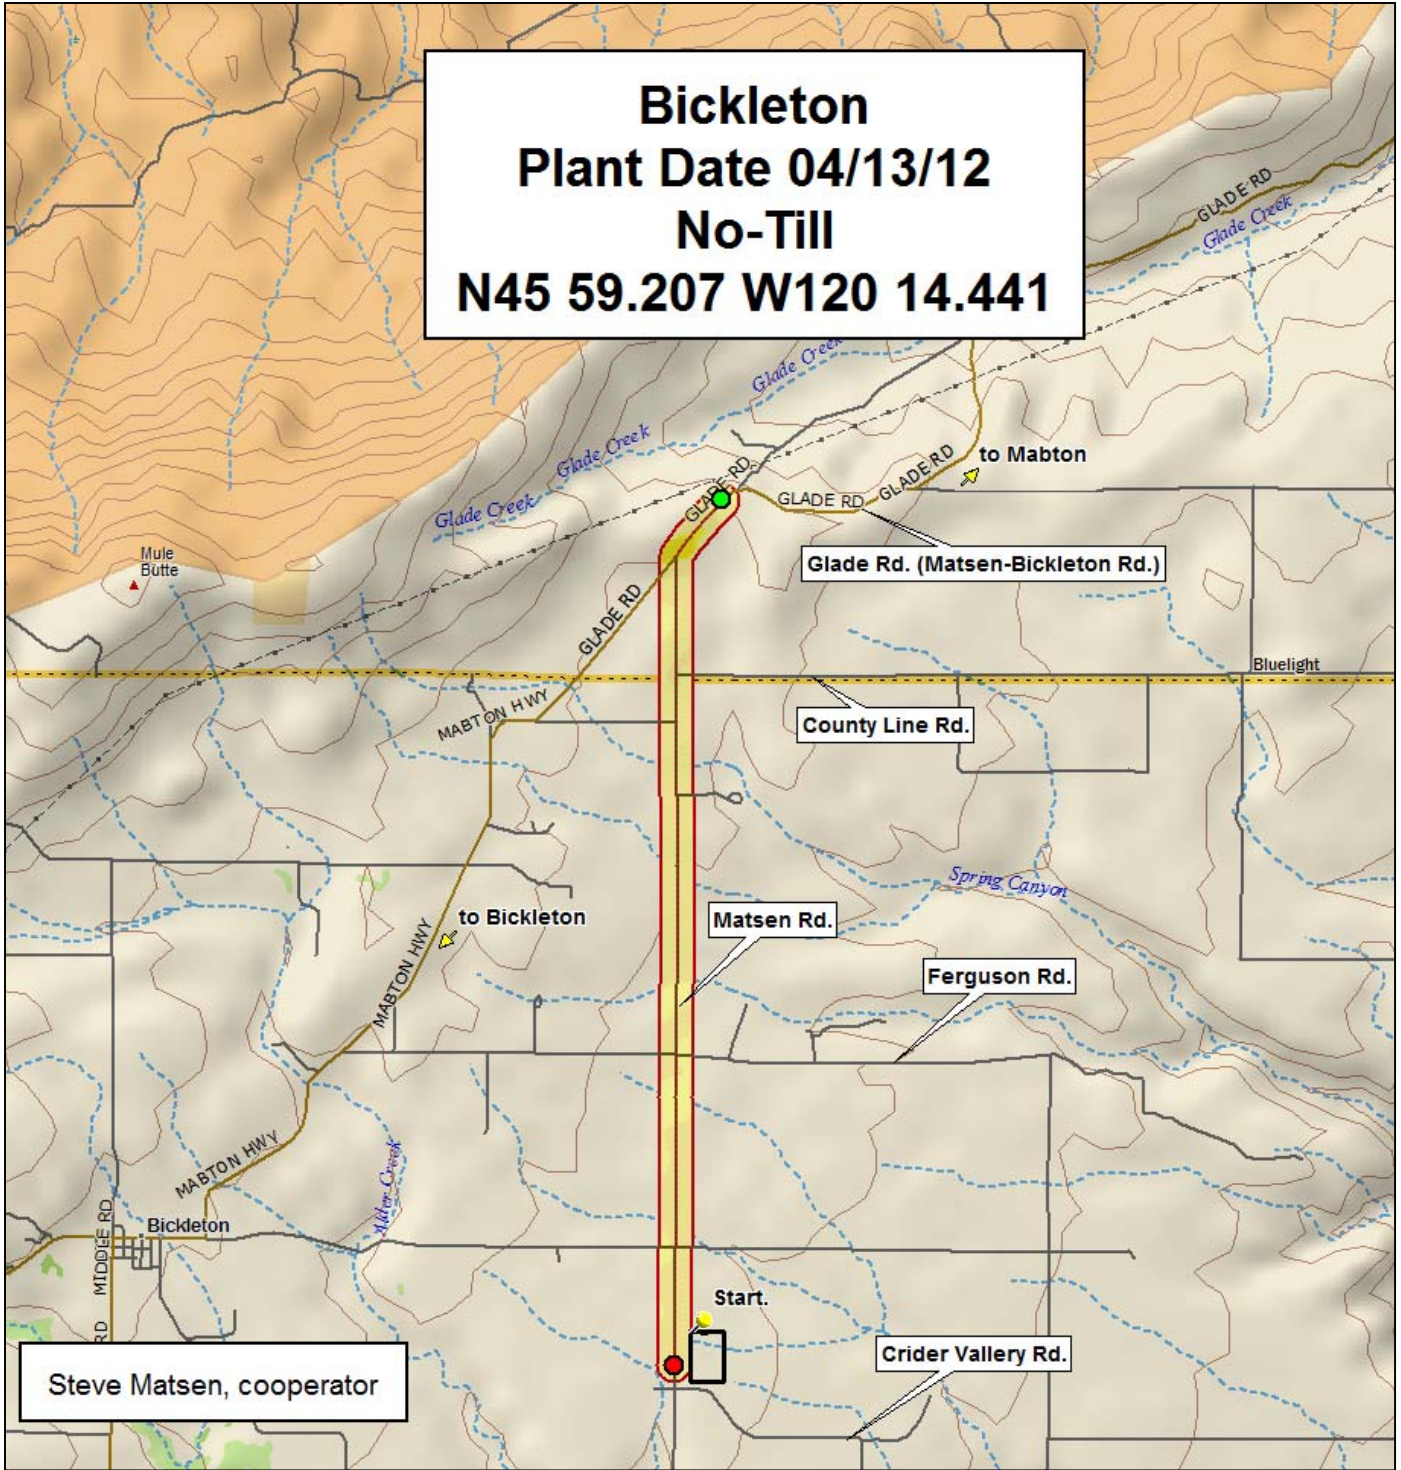 Bickleton
Plant Date 04/13/12
No-Till
N45 59.207 W120 14.441
GLADE RD
Glade Creek
Glade Creek
Glade Creek
Glade Creek
to Mabton
GLADE RD
GLADE RD
GLADE RD
Glade Rd. (Matsen-Bickleton Rd.)
Mule
Butte
GLADE RD
Bluelight
MABTON HWY
County Line Rd.
Spring Canyon
to Bickleton
Matsen Rd.
MABTON HWY
Ferguson Rd.
MABTON HWY
Alder Creek
Bickleton
MIDDLE RD
Start.
RD
Crider Vallery Rd.
Steve Matsen, cooperator